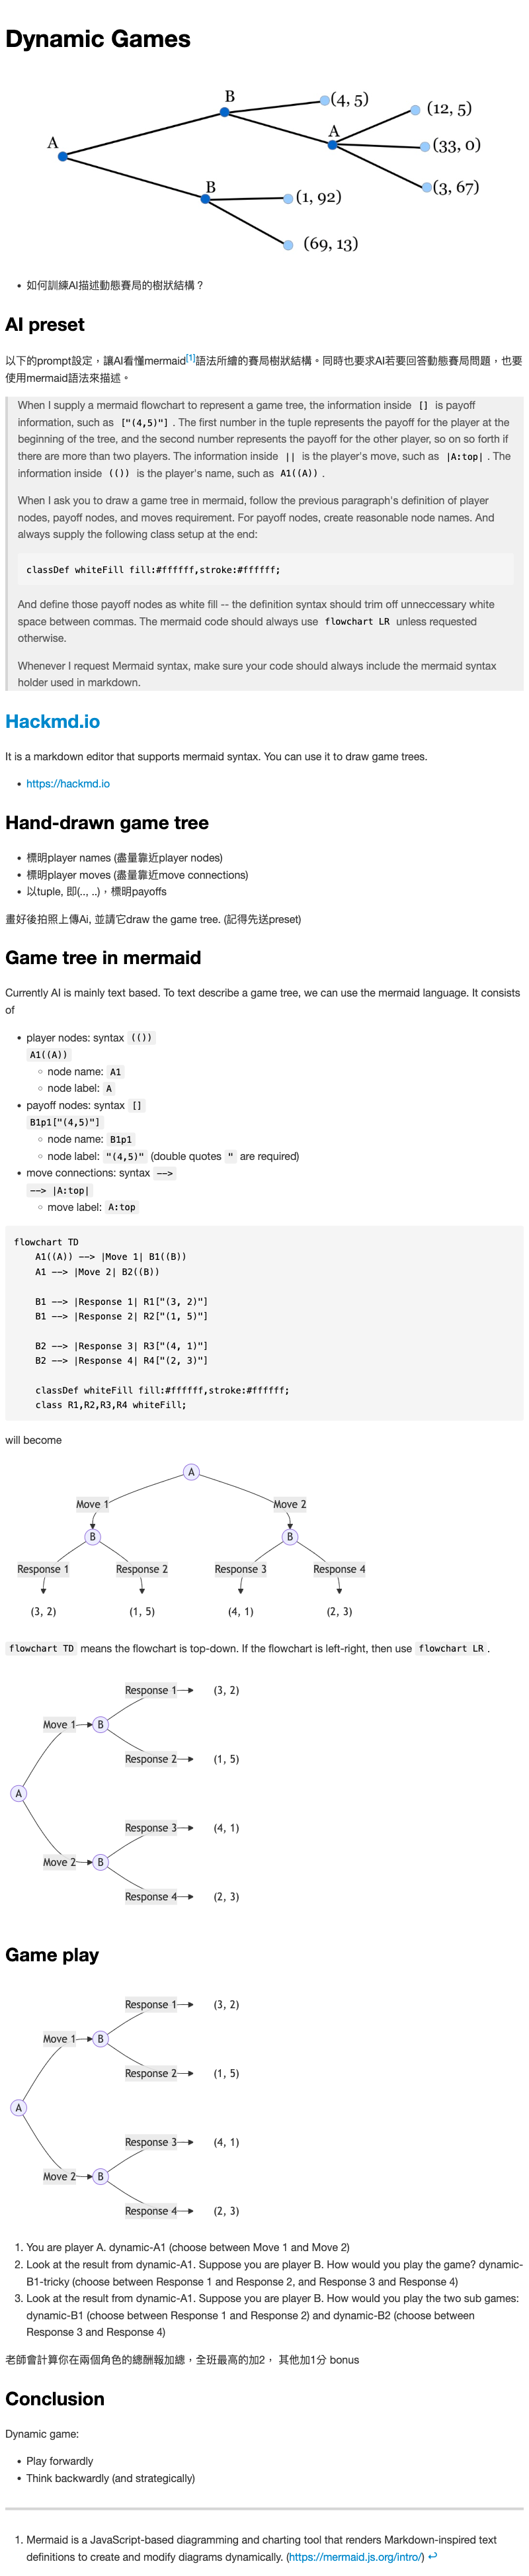 Dynamic Games
A
B
(4, 5)
A
(12, 5)
(33, 0)
(3, 67)
B
(1, 92)
(69, 13)
如何訓練AI描述動態賽局的樹狀結構？
AI preset
以下的prompt設定，讓AI看懂mermaid[1]語法所繪的賽局樹狀結構。同時也要求AI若要回答動態賽局問題，也要
使用mermaid語法來描述。
When I supply a mermaid flowchart to represent a game tree, the information inside [] is payoff
information, such as ["(4,5)"] . The first number in the tuple represents the payoff for the player at the
beginning of the tree, and the second number represents the payoff for the other player, so on so forth if
there are more than two players. The information inside || is the player's move, such as |A:top| . The
information inside (()) is the player's name, such as A1((A)) .
When I ask you to draw a game tree in mermaid, follow the previous paragraph's definition of player
nodes, payoff nodes, and moves requirement. For payoff nodes, create reasonable node names. And
always supply the following class setup at the end:
classDef whiteFill fill:#ffffff,stroke:#ffffff;
And define those payoff nodes as white fill -- the definition syntax should trim off unneccessary white
space between commas. The mermaid code should always use flowchart LR unless requested
otherwise.
Whenever I request Mermaid syntax, make sure your code should always include the mermaid syntax
holder used in markdown.
Hackmd.io
It is a markdown editor that supports mermaid syntax. You can use it to draw game trees.
https://hackmd.io
Hand-drawn game tree
標明player names (盡量靠近player nodes)
標明player moves (盡量靠近move connections)
以tuple, 即(.., ..)，標明payoffs
畫好後拍照上傳Ai, 並請它draw the game tree. (記得先送preset)
Game tree in mermaid
Currently AI is mainly text based. To text describe a game tree, we can use the mermaid language. It consists
of
player nodes: syntax (())
A1((A))
node name: A1
node label: A
payoff nodes: syntax []
B1p1["(4,5)"]
node name: B1p1
node label: "(4,5)" (double quotes " are required)
move connections: syntax -->
--> |A:top|
move label: A:top
flowchart TD
A1((A)) --> |Move 1| B1((B))
A1 --> |Move 2| B2((B))
B1 --> |Response 1| R1["(3, 2)"]
B1 --> |Response 2| R2["(1, 5)"]
B2 --> |Response 3| R3["(4, 1)"]
B2 --> |Response 4| R4["(2, 3)"]
classDef whiteFill fill:#ffffff,stroke:#ffffff;
class R1,R2,R3,R4 whiteFill;
will become
A
Move 1 Move 2
B B
Response 1 Response 2 Response 3 Response 4
(3, 2) (1, 5) (4, 1) (2, 3)
flowchart TD means the flowchart is top-down. If the flowchart is left-right, then use flowchart LR .
Response 1 (3, 2)
Move 1 B
Response 2 (1, 5)
A
Response 3 (4, 1)
Move 2 B
Response 4 (2, 3)
Game play
Response 1 (3, 2)
Move 1 B
Response 2 (1, 5)
A
Response 3 (4, 1)
Move 2 B
Response 4 (2, 3)
1. You are player A. dynamic-A1 (choose between Move 1 and Move 2)
2. Look at the result from dynamic-A1. Suppose you are player B. How would you play the game? dynamic-
B1-tricky (choose between Response 1 and Response 2, and Response 3 and Response 4)
3. Look at the result from dynamic-A1. Suppose you are player B. How would you play the two sub games:
dynamic-B1 (choose between Response 1 and Response 2) and dynamic-B2 (choose between
Response 3 and Response 4)
老師會計算你在兩個角色的總酬報加總，全班最高的加2， 其他加1分 bonus
Conclusion
Dynamic game:
Play forwardly
Think backwardly (and strategically)
1. Mermaid is a JavaScript-based diagramming and charting tool that renders Markdown-inspired text
definitions to create and modify diagrams dynamically. (https://mermaid.js.org/intro/) ↩